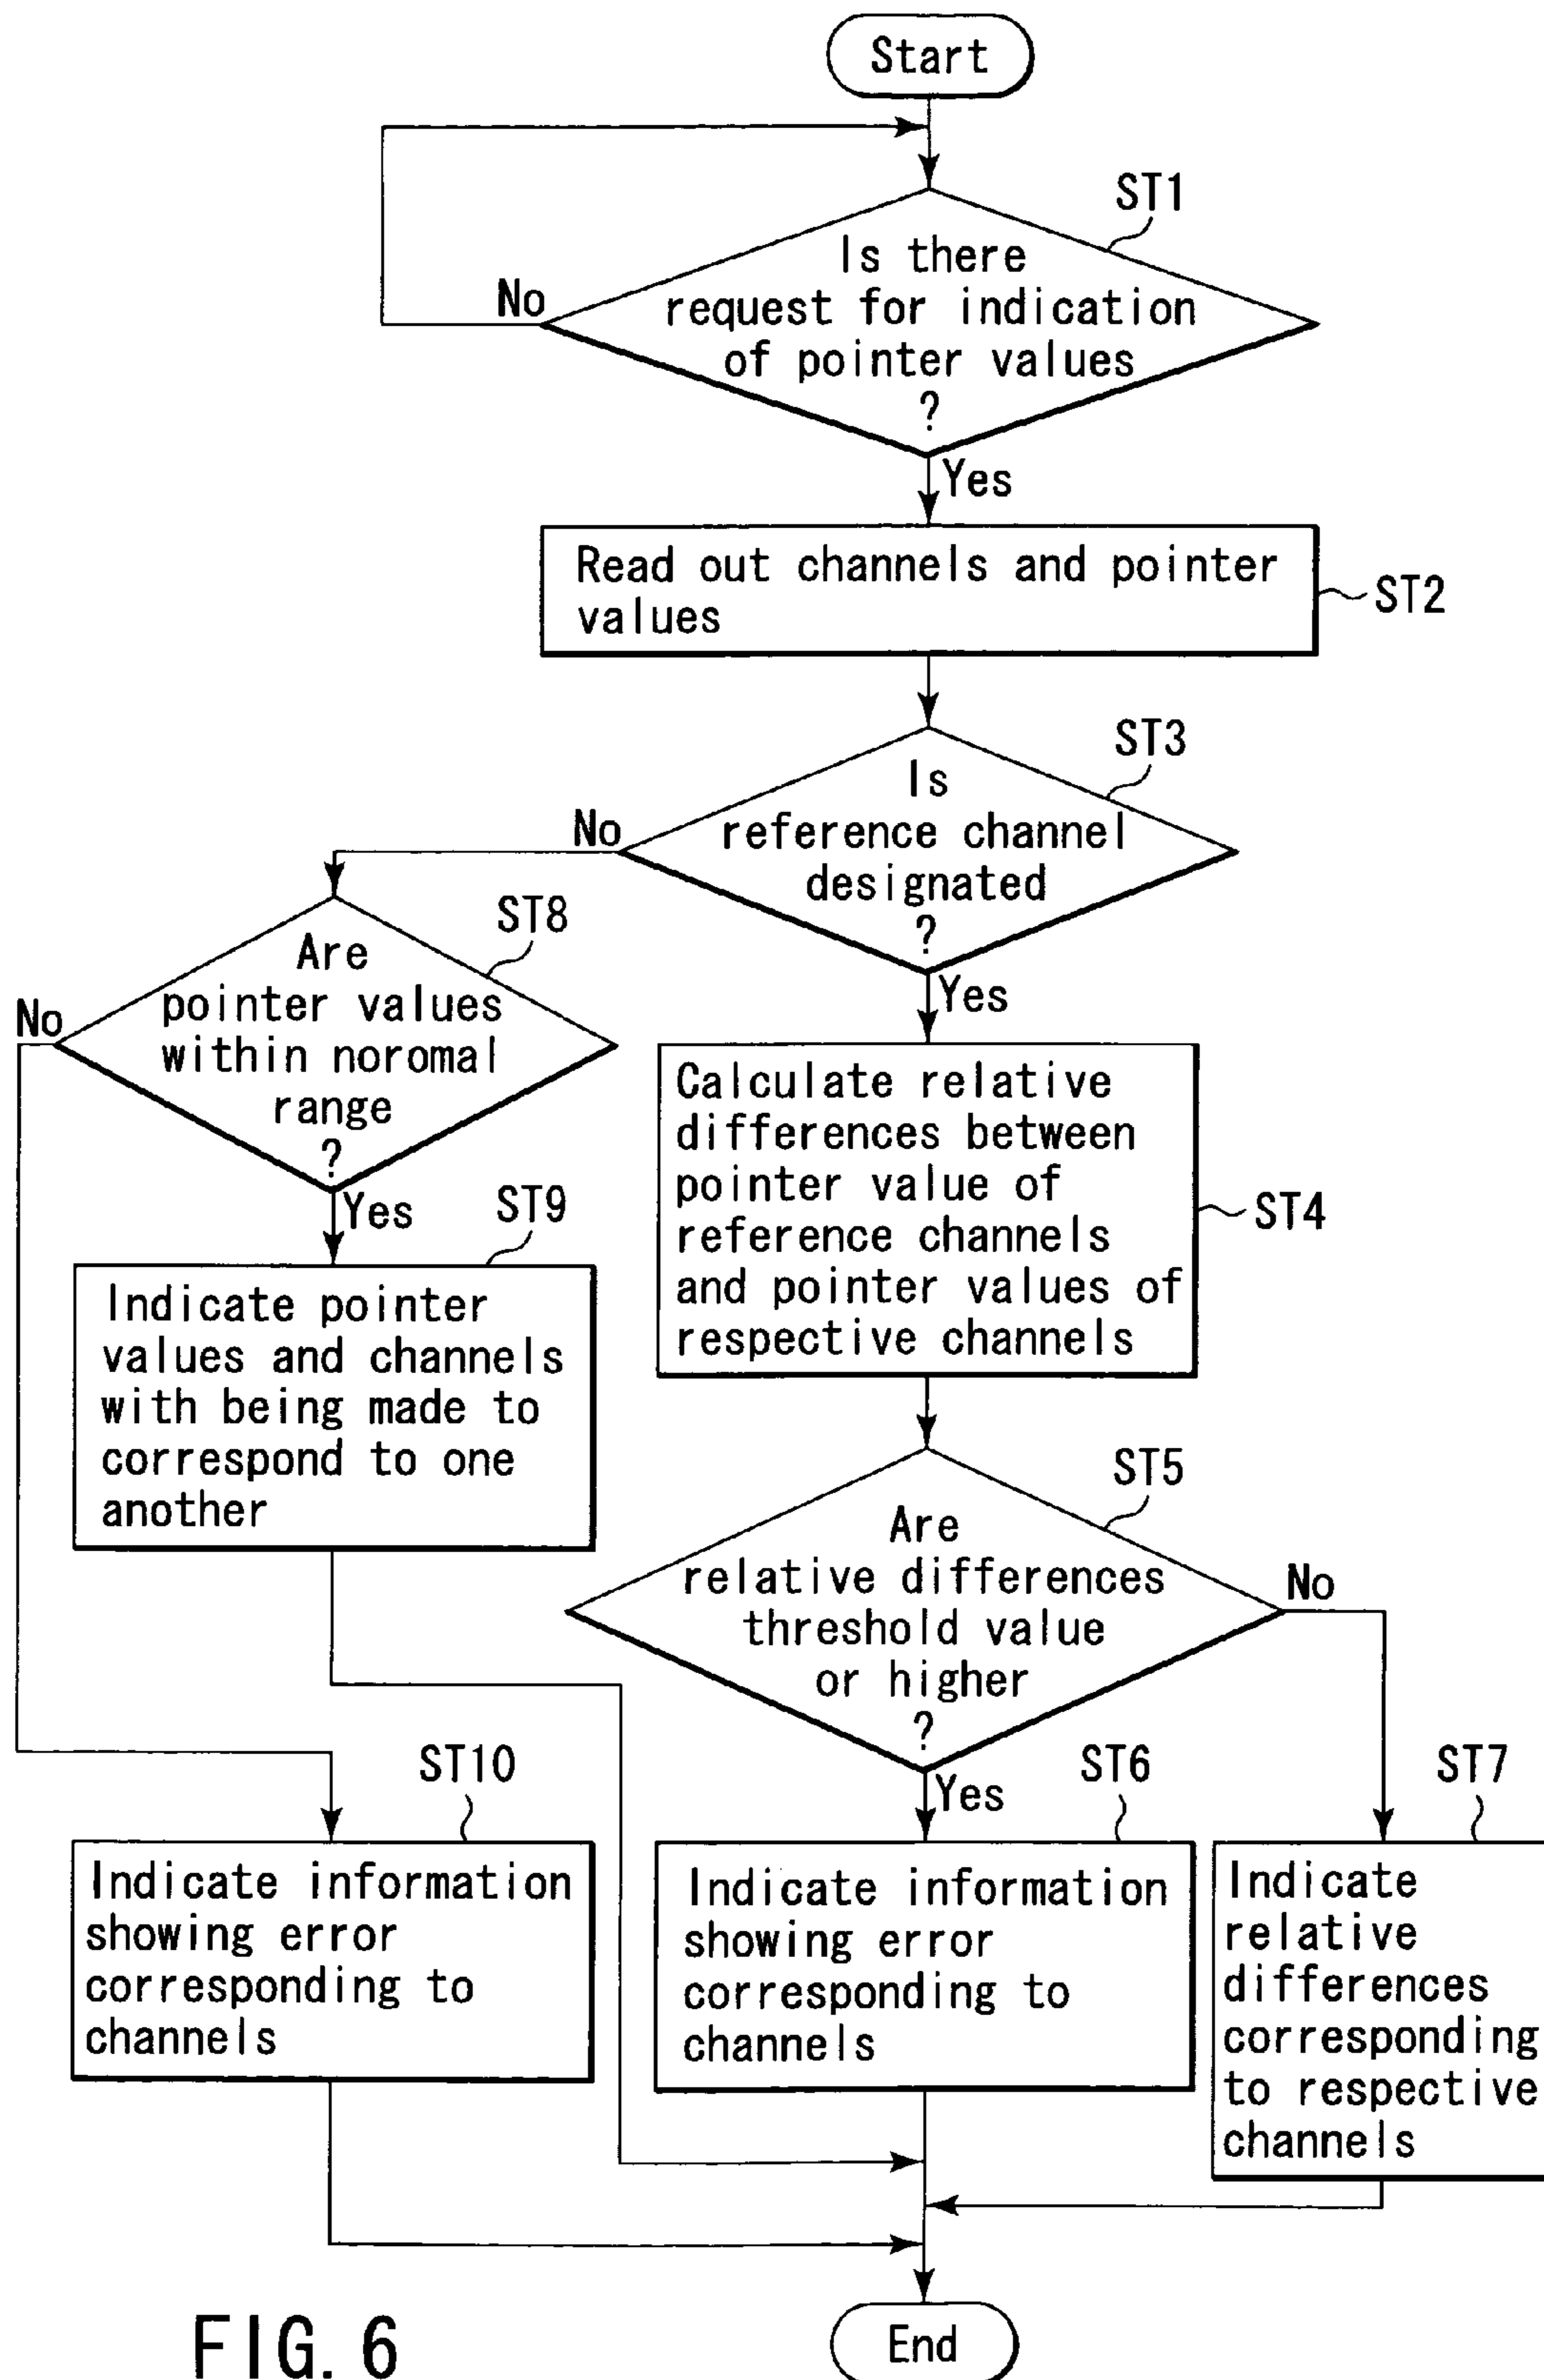 Start
ST1
Is there
request for indication
of pointer values
?
No
Yes
Read out channels and pointer
values
ST2
ST3
Is
reference channel
designated
?
No
Yes
ST8
Are
pointer values
within noromal
range
?
No
Yes
Calculate relative
differences between
pointer value of
reference channels
and pointer values of
respective channels
ST4
ST9
Indicate pointer
values and channels
with being made to
correspond to one
another
ST5
Are
relative differences
threshold value
or higher
?
No
Yes
ST10
Indicate information
showing error
corresponding to
channels
ST6
Indicate information
showing error
corresponding to
channels
ST7
Indicate
relative
differences
corresponding
to respective
channels
End
FIG. 6